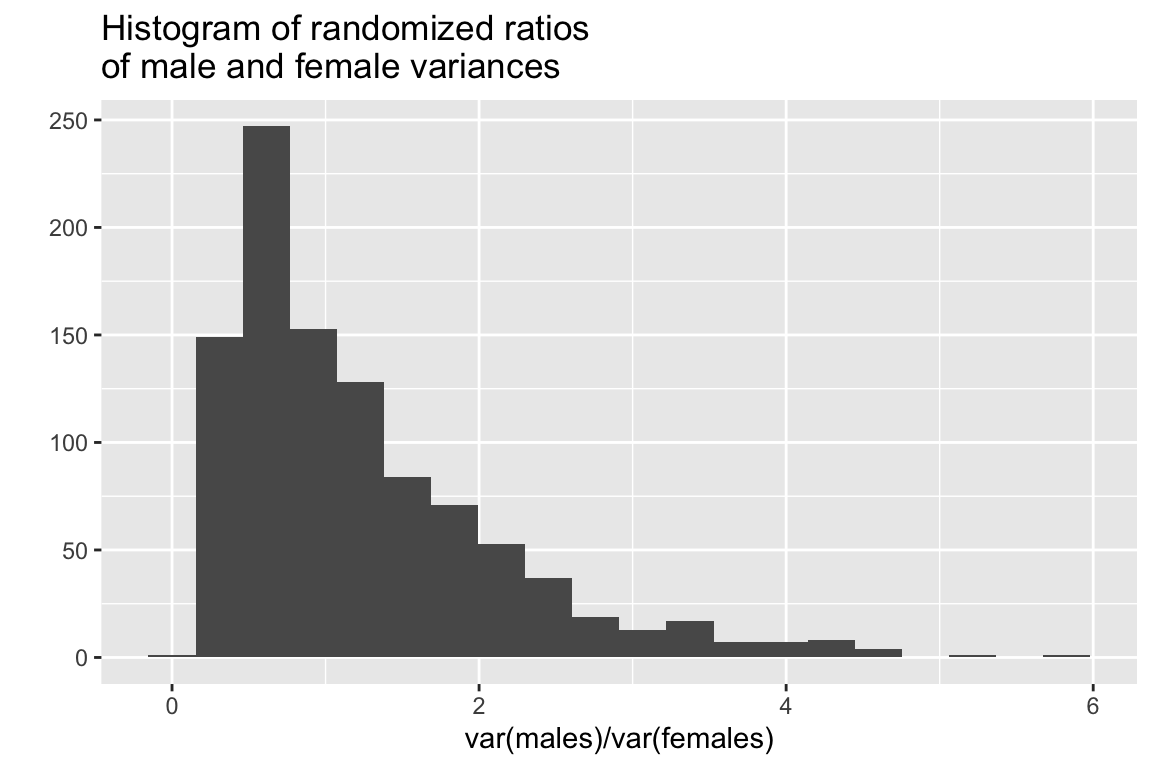 Histogram of randomized ratios
of male and female variances
250
200
150
100
50
0
0 2 4 6
var(males)/var(females)